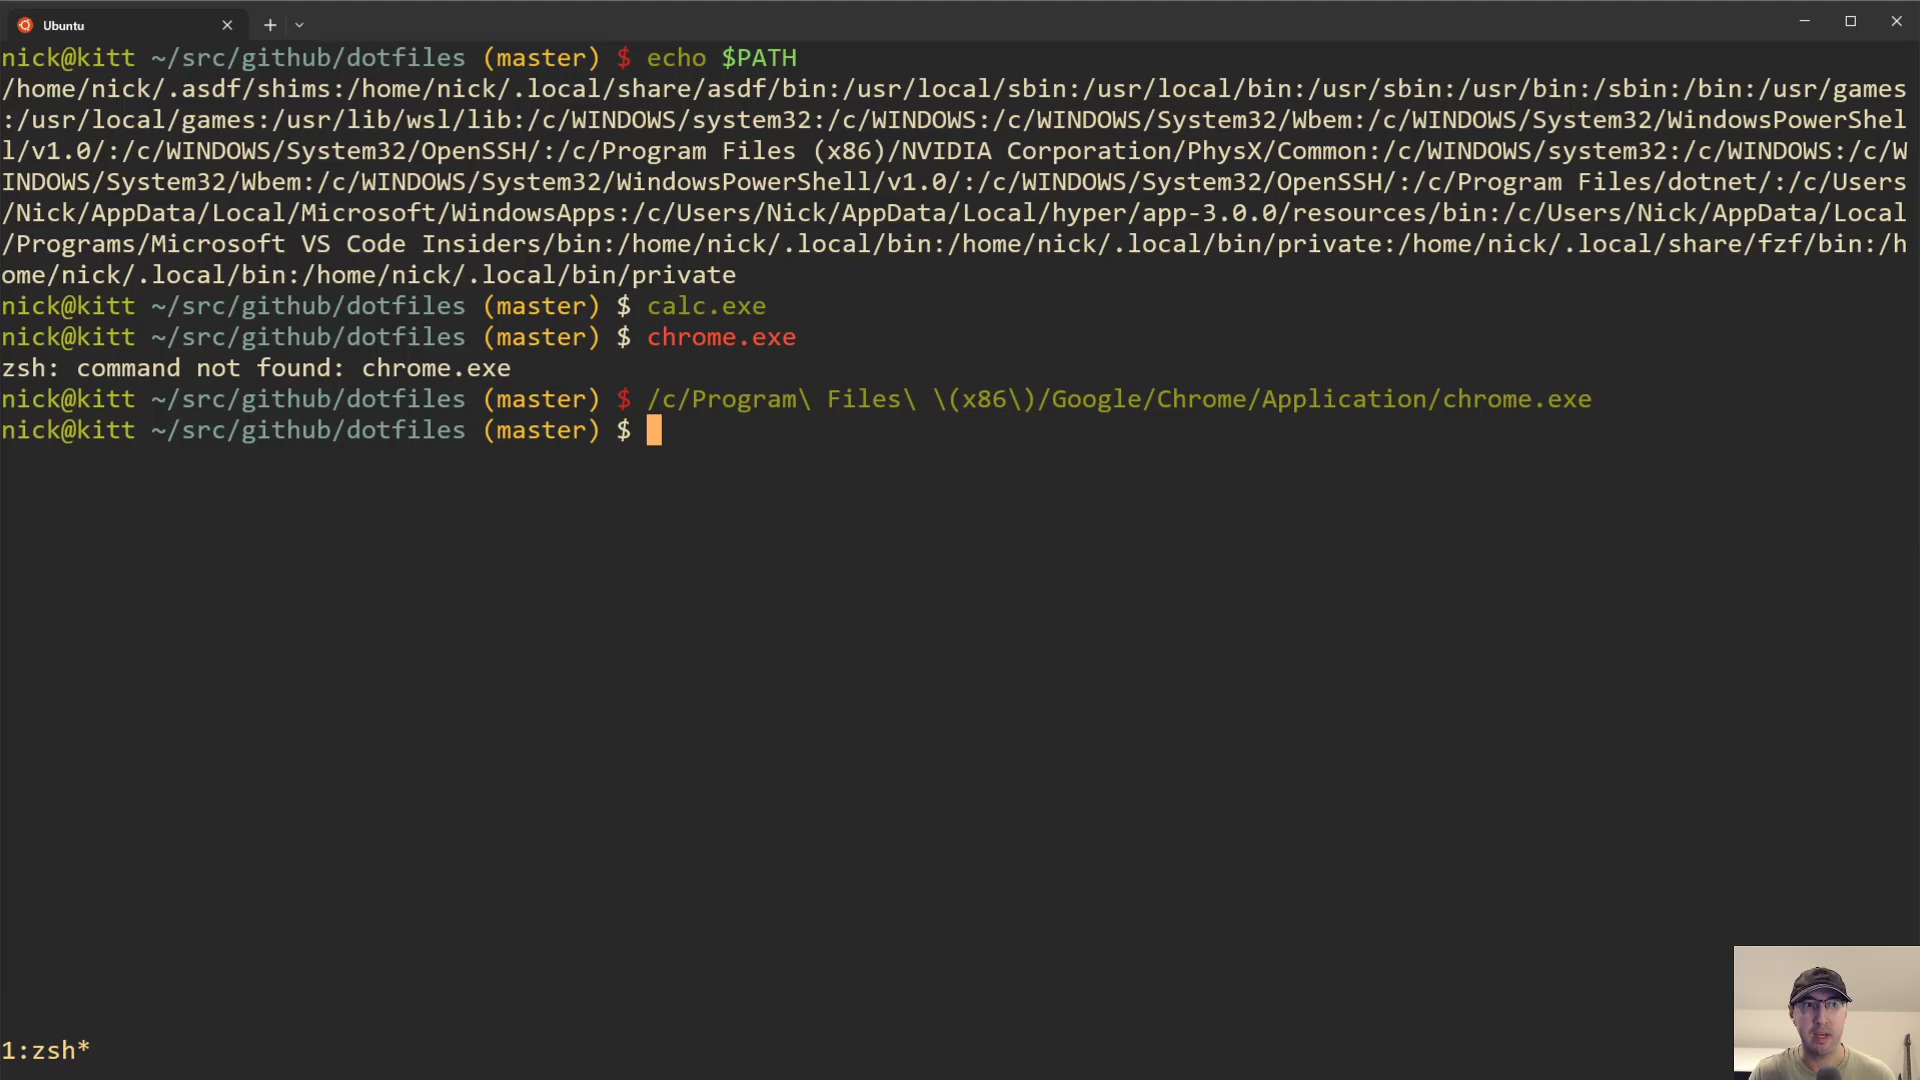 Ubuntu
nick@kitt ~/src/github/dotfiles (master) $ echo $PATH
/home/nick/.asdf/shims:/home/nick/.local/share/asdf/bin:/usr/local/sbin:/usr/local/bin:/usr/sbin:/usr/bin:/sbin:/bin:/usr/games
:/usr/local/games:/usr/lib/wsl/lib:/c/WINDOWS/system32:/c/WINDOWS:/c/WINDOWS/System32/Wbem:/c/WINDOWS/System32/WindowsPowerShel
l/v1.0/:/c/WINDOWS/System32/OpenSSH/:/c/Program Files (x86)/NVIDIA Corporation/PhysX/Common:/c/WINDOWS/system32:/c/WINDOWS:/c/W
INDOWS/System32/Wbem:/c/WINDOWS/System32/WindowsPowerShell/v1.0/:/c/WINDOWS/System32/OpenSSH/:/c/Program Files/dotnet/:/c/Users
/Nick/AppData/Local/Microsoft/WindowsApps:/c/Users/Nick/AppData/Local/hyper/app-3.0.0/resources/bin:/c/Users/Nick/AppData/Local
/Programs/Microsoft VS Code Insiders/bin:/home/nick/.local/bin:/home/nick/.local/bin/private:/home/nick/.local/share/fzf/bin:/h
ome/nick/.local/bin:/home/nick/.local/bin/private
nick@kitt ~/src/github/dotfiles (master) $ calc.exe
nick@kitt ~/src/github/dotfiles (master) $ chrome.exe
zsh: command not found: chrome.exe
nick@kitt ~/src/github/dotfiles (master) $ /c/Program\ Files\ \(x86\)/Google/Chrome/Application/chrome.exe
nick@kitt ~/src/github/dotfiles (master) $
1:zsh*